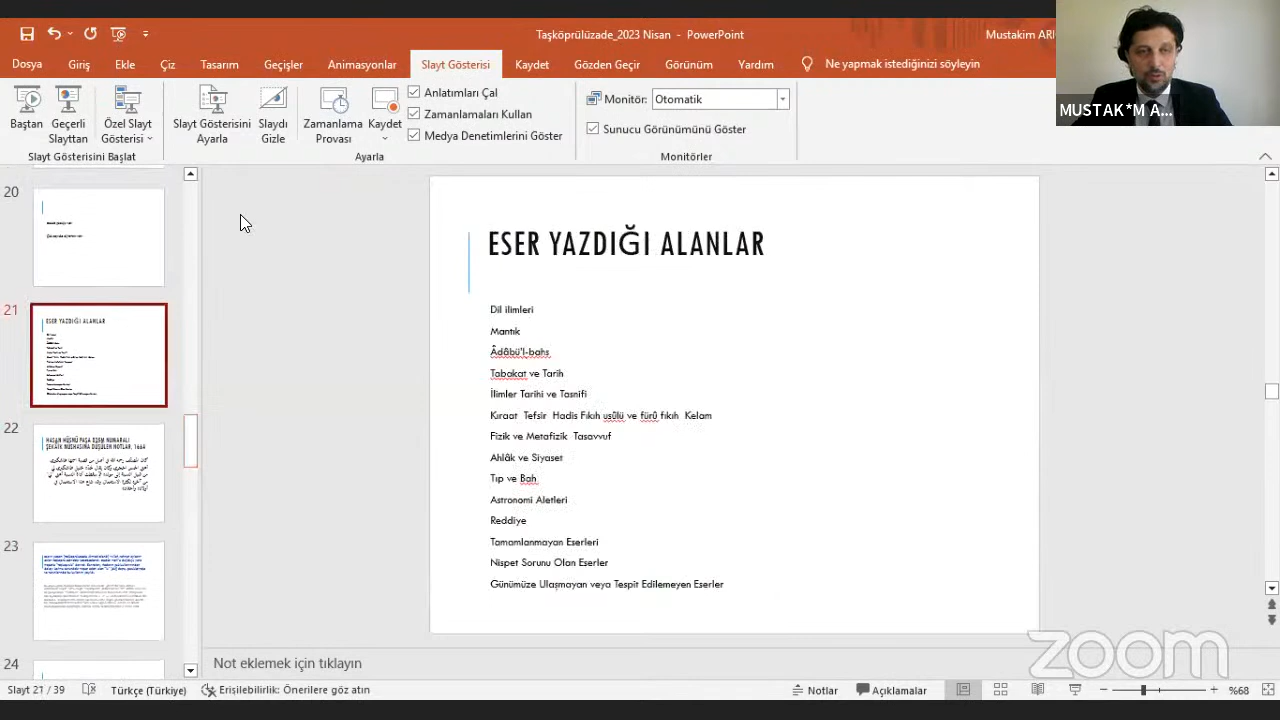 Taşköprülüzade_2023 Nisan - PowerPoint
Mustakim ARI
Dosya Giriş Ekle Çiz Tasarım Geçişler Animasyonlar Slayt Gösterisi Kaydet Gözden Geçir Görünüm Yardım Ne yapmak istediğinizi söyleyin
MUSTAK*M A...
Baştan
Geçerli Slayttan
Özel Slayt Gösterisi
Slayt Gösterisini Başlat
Slayt Gösterisini Ayarla
Slaydı Gizle
Zamanlama Provası
Kaydet
Anlatımları Çal
Zamanlamaları Kullan
Medya Denetimlerini Göster
Ayarla
Monitör: Otomatik
Sunucu Görünümünü Göster
Monitörler
20
21
ESER YAZDIĞI ALANLAR
22
HASAN HÜSNÜ PAŞA EŞEM NUMARALI
ŞEKÂİK NÜSHASINA DÜŞÜLEN NOTLAR, 166A
23
24
ESER YAZDIĞI ALANLAR
Dil ilimleri
Mantık
Âdâbü'l-bahs
Tabakat ve Tarih
İlimler Tarihi ve Tasnifi
Kıraat Tefsir Hadis Fıkıh usûlü ve fürû fıkıh Kelam
Fizik ve Metafizik Tasavvuf
Ahlâk ve Siyaset
Tıp ve Bah
Astronomi Aletleri
Reddiye
Tamamlanmayan Eserleri
Nispet Sorunu Olan Eserler
Günümüze Ulaşmayan veya Tespit Edilemeyen Eserler
Not eklemek için tıklayın
zoom
Slayt 21 / 39 Türkçe (Türkiye) Erişilebilirlik: Önerilere göz atın Notlar Açıklamalar %68